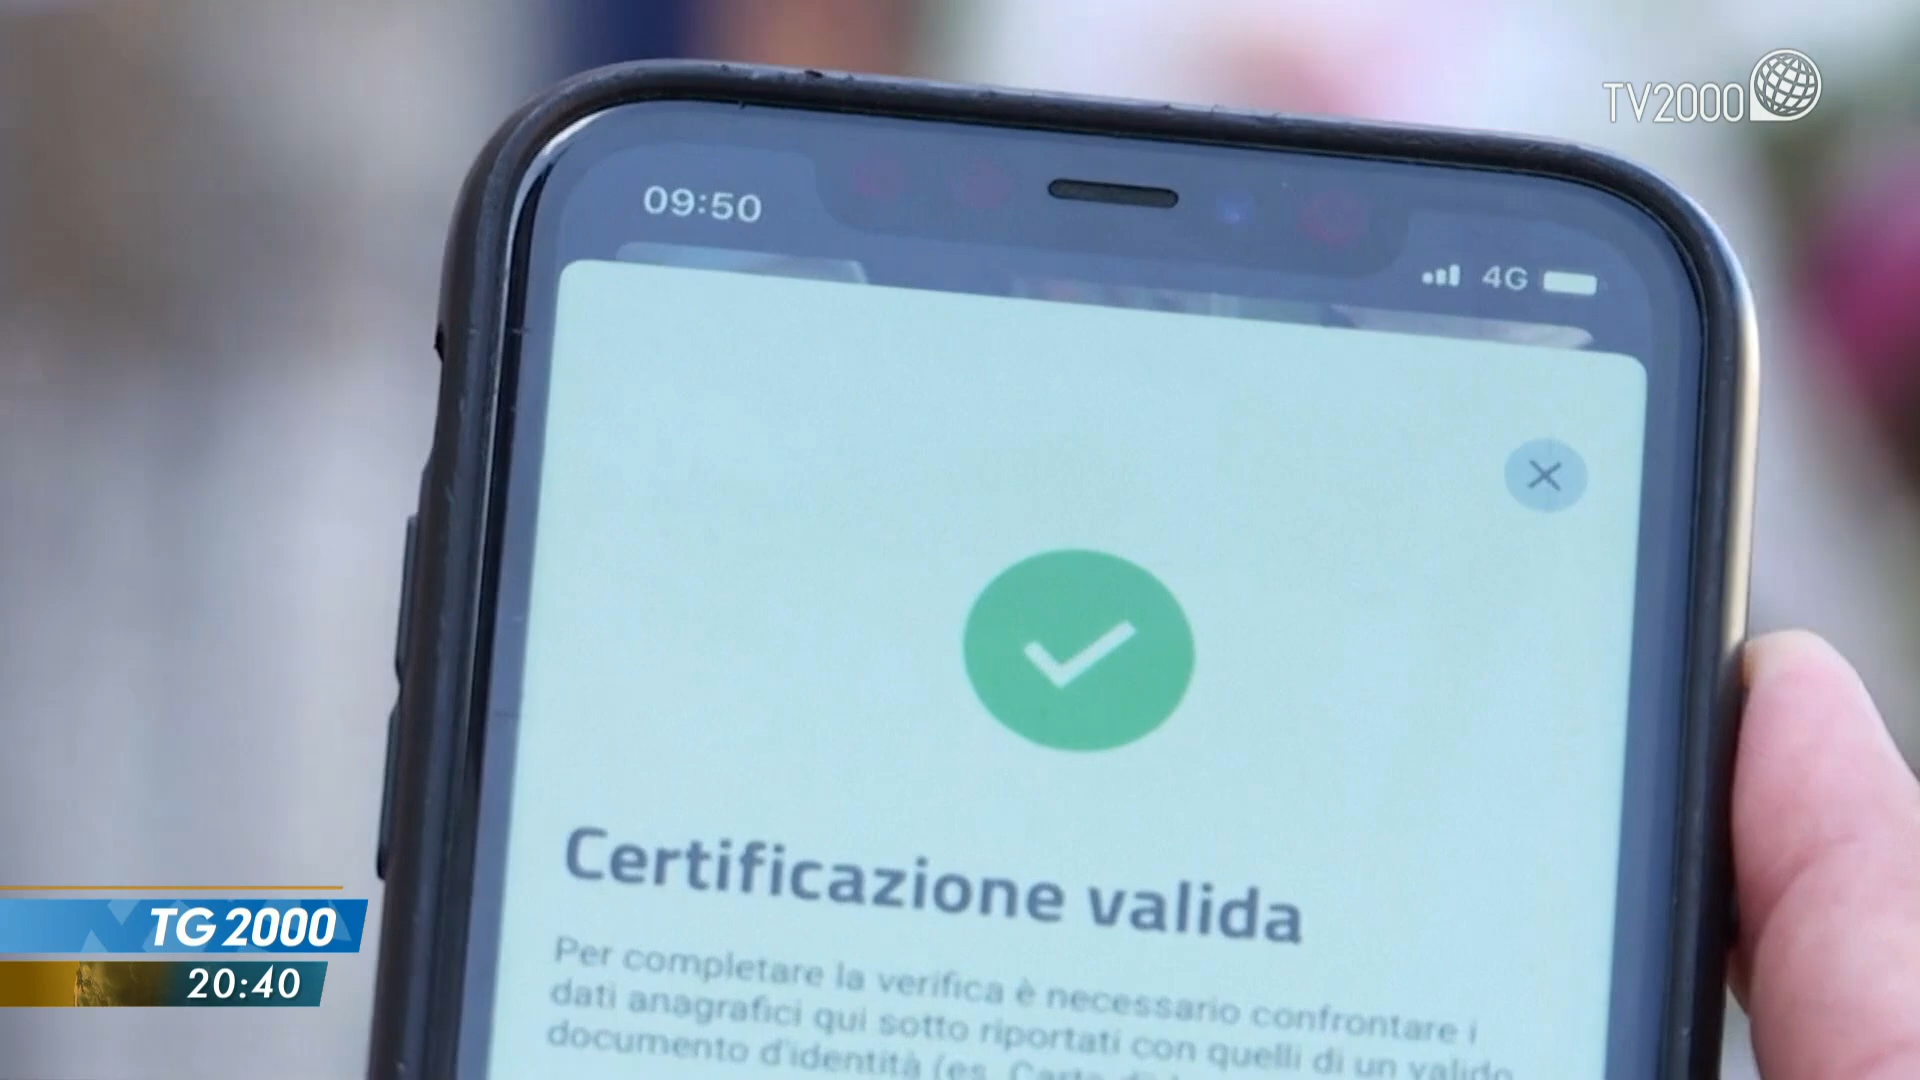 TV2000
09:50
4G
Certificazione valida
Per completare la verifica è necessario confrontare i
dati anagrafici qui sotto riportati con quelli di un valido
documento d'identità (es. Carta
TG 2000
20:40